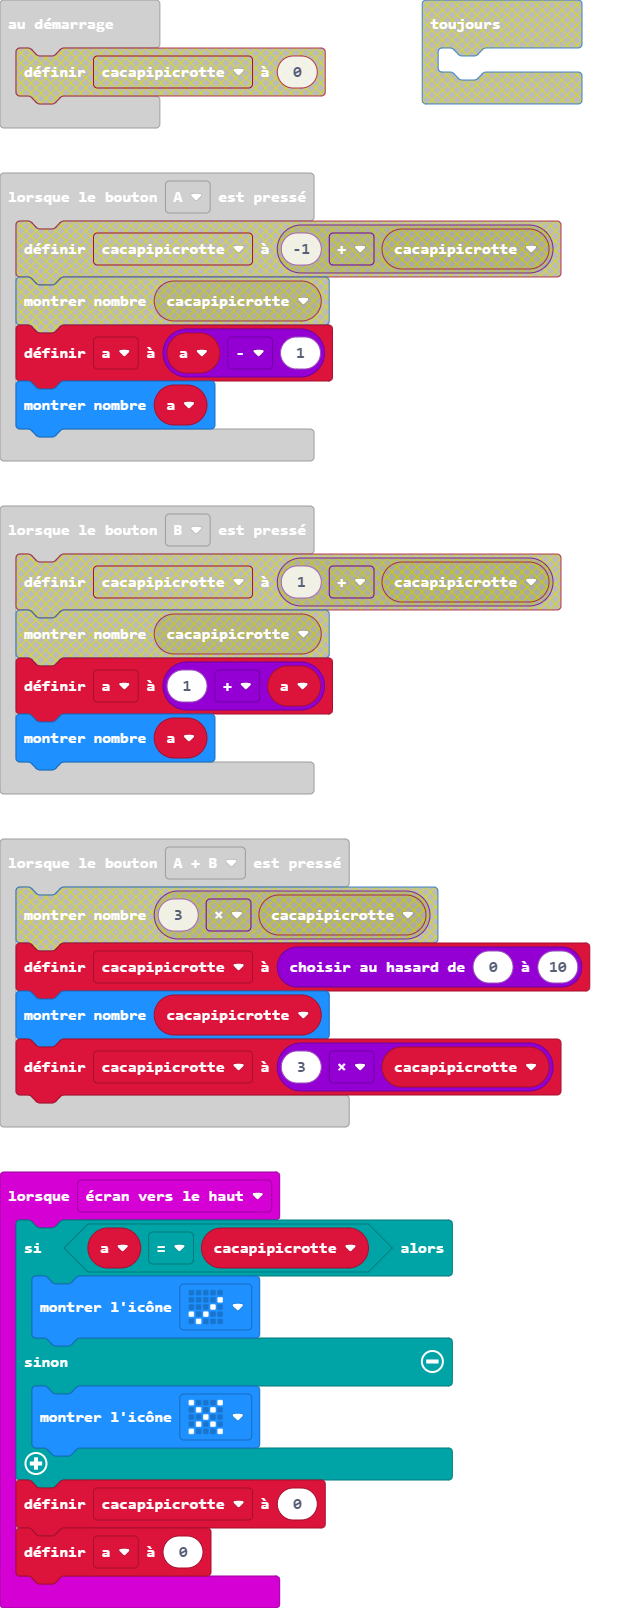 au démarrage
définir cacapipicrotte à 0
toujours
lorsque le bouton A est pressé
définir cacapipicrotte à -1 + cacapipicrotte
montrer nombre cacapipicrotte
définir a à a - 1
montrer nombre a
lorsque le bouton B est pressé
définir cacapipicrotte à 1 + cacapipicrotte
montrer nombre cacapipicrotte
définir a à 1 + a
montrer nombre a
lorsque le bouton A + B est pressé
montrer nombre 3 × cacapipicrotte
définir cacapipicrotte à choisir au hasard de 0 à 10
montrer nombre cacapipicrotte
définir cacapipicrotte à 3 × cacapipicrotte
lorsque écran vers le haut
si a = cacapipicrotte alors
montrer l'icône
sinon
montrer l'icône
définir cacapipicrotte à 0
définir a à 0